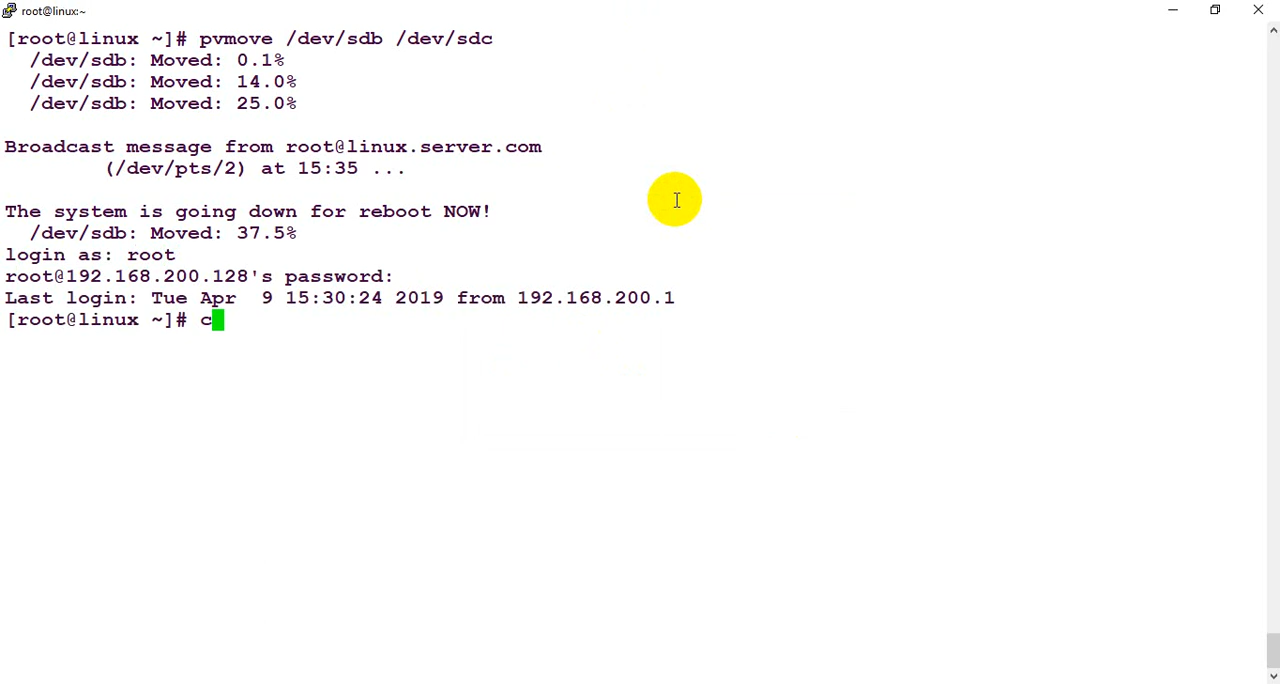 root@linux:~
[root@linux ~]# pvmove /dev/sdb /dev/sdc
  /dev/sdb: Moved: 0.1%
  /dev/sdb: Moved: 14.0%
  /dev/sdb: Moved: 25.0%
Broadcast message from root@linux.server.com
        (/dev/pts/2) at 15:35 ...
The system is going down for reboot NOW!
  /dev/sdb: Moved: 37.5%
login as: root
root@192.168.200.128's password:
Last login: Tue Apr  9 15:30:24 2019 from 192.168.200.1
[root@linux ~]# c